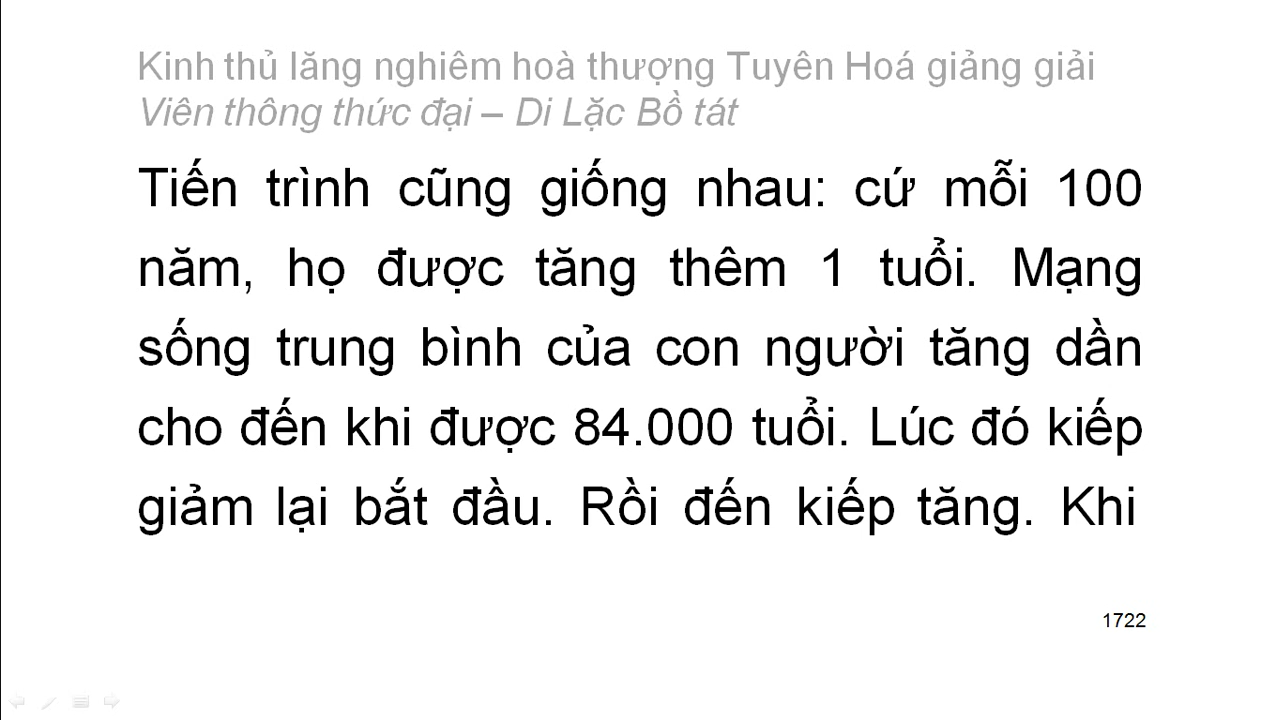 Kinh thủ lăng nghiêm hoà thượng Tuyên Hoá giảng giải
Viên thông thức đại – Di Lặc Bồ tát
Tiến trình cũng giống nhau: cứ mỗi 100
năm, họ được tăng thêm 1 tuổi. Mạng
sống trung bình của con người tăng dần
cho đến khi được 84.000 tuổi. Lúc đó kiếp
giảm lại bắt đầu. Rồi đến kiếp tăng. Khi
1722